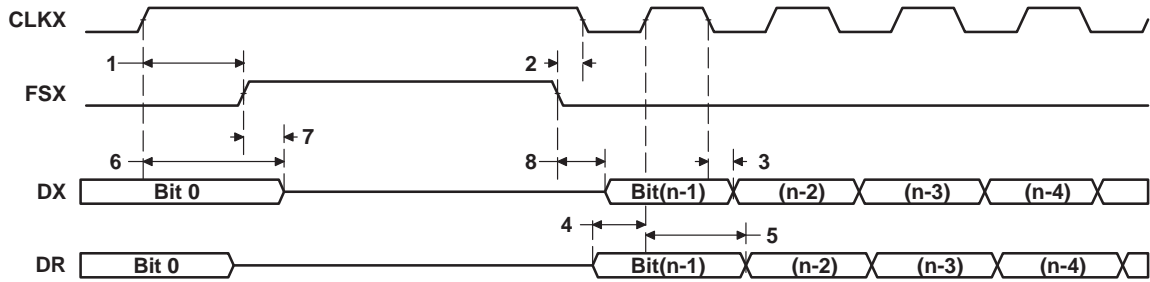 CLKX
1
2
FSX
7
6
8
3
DX
Bit 0
Bit(n-1)
(n-2)
(n-3)
(n-4)
4
5
DR
Bit 0
Bit(n-1)
(n-2)
(n-3)
(n-4)